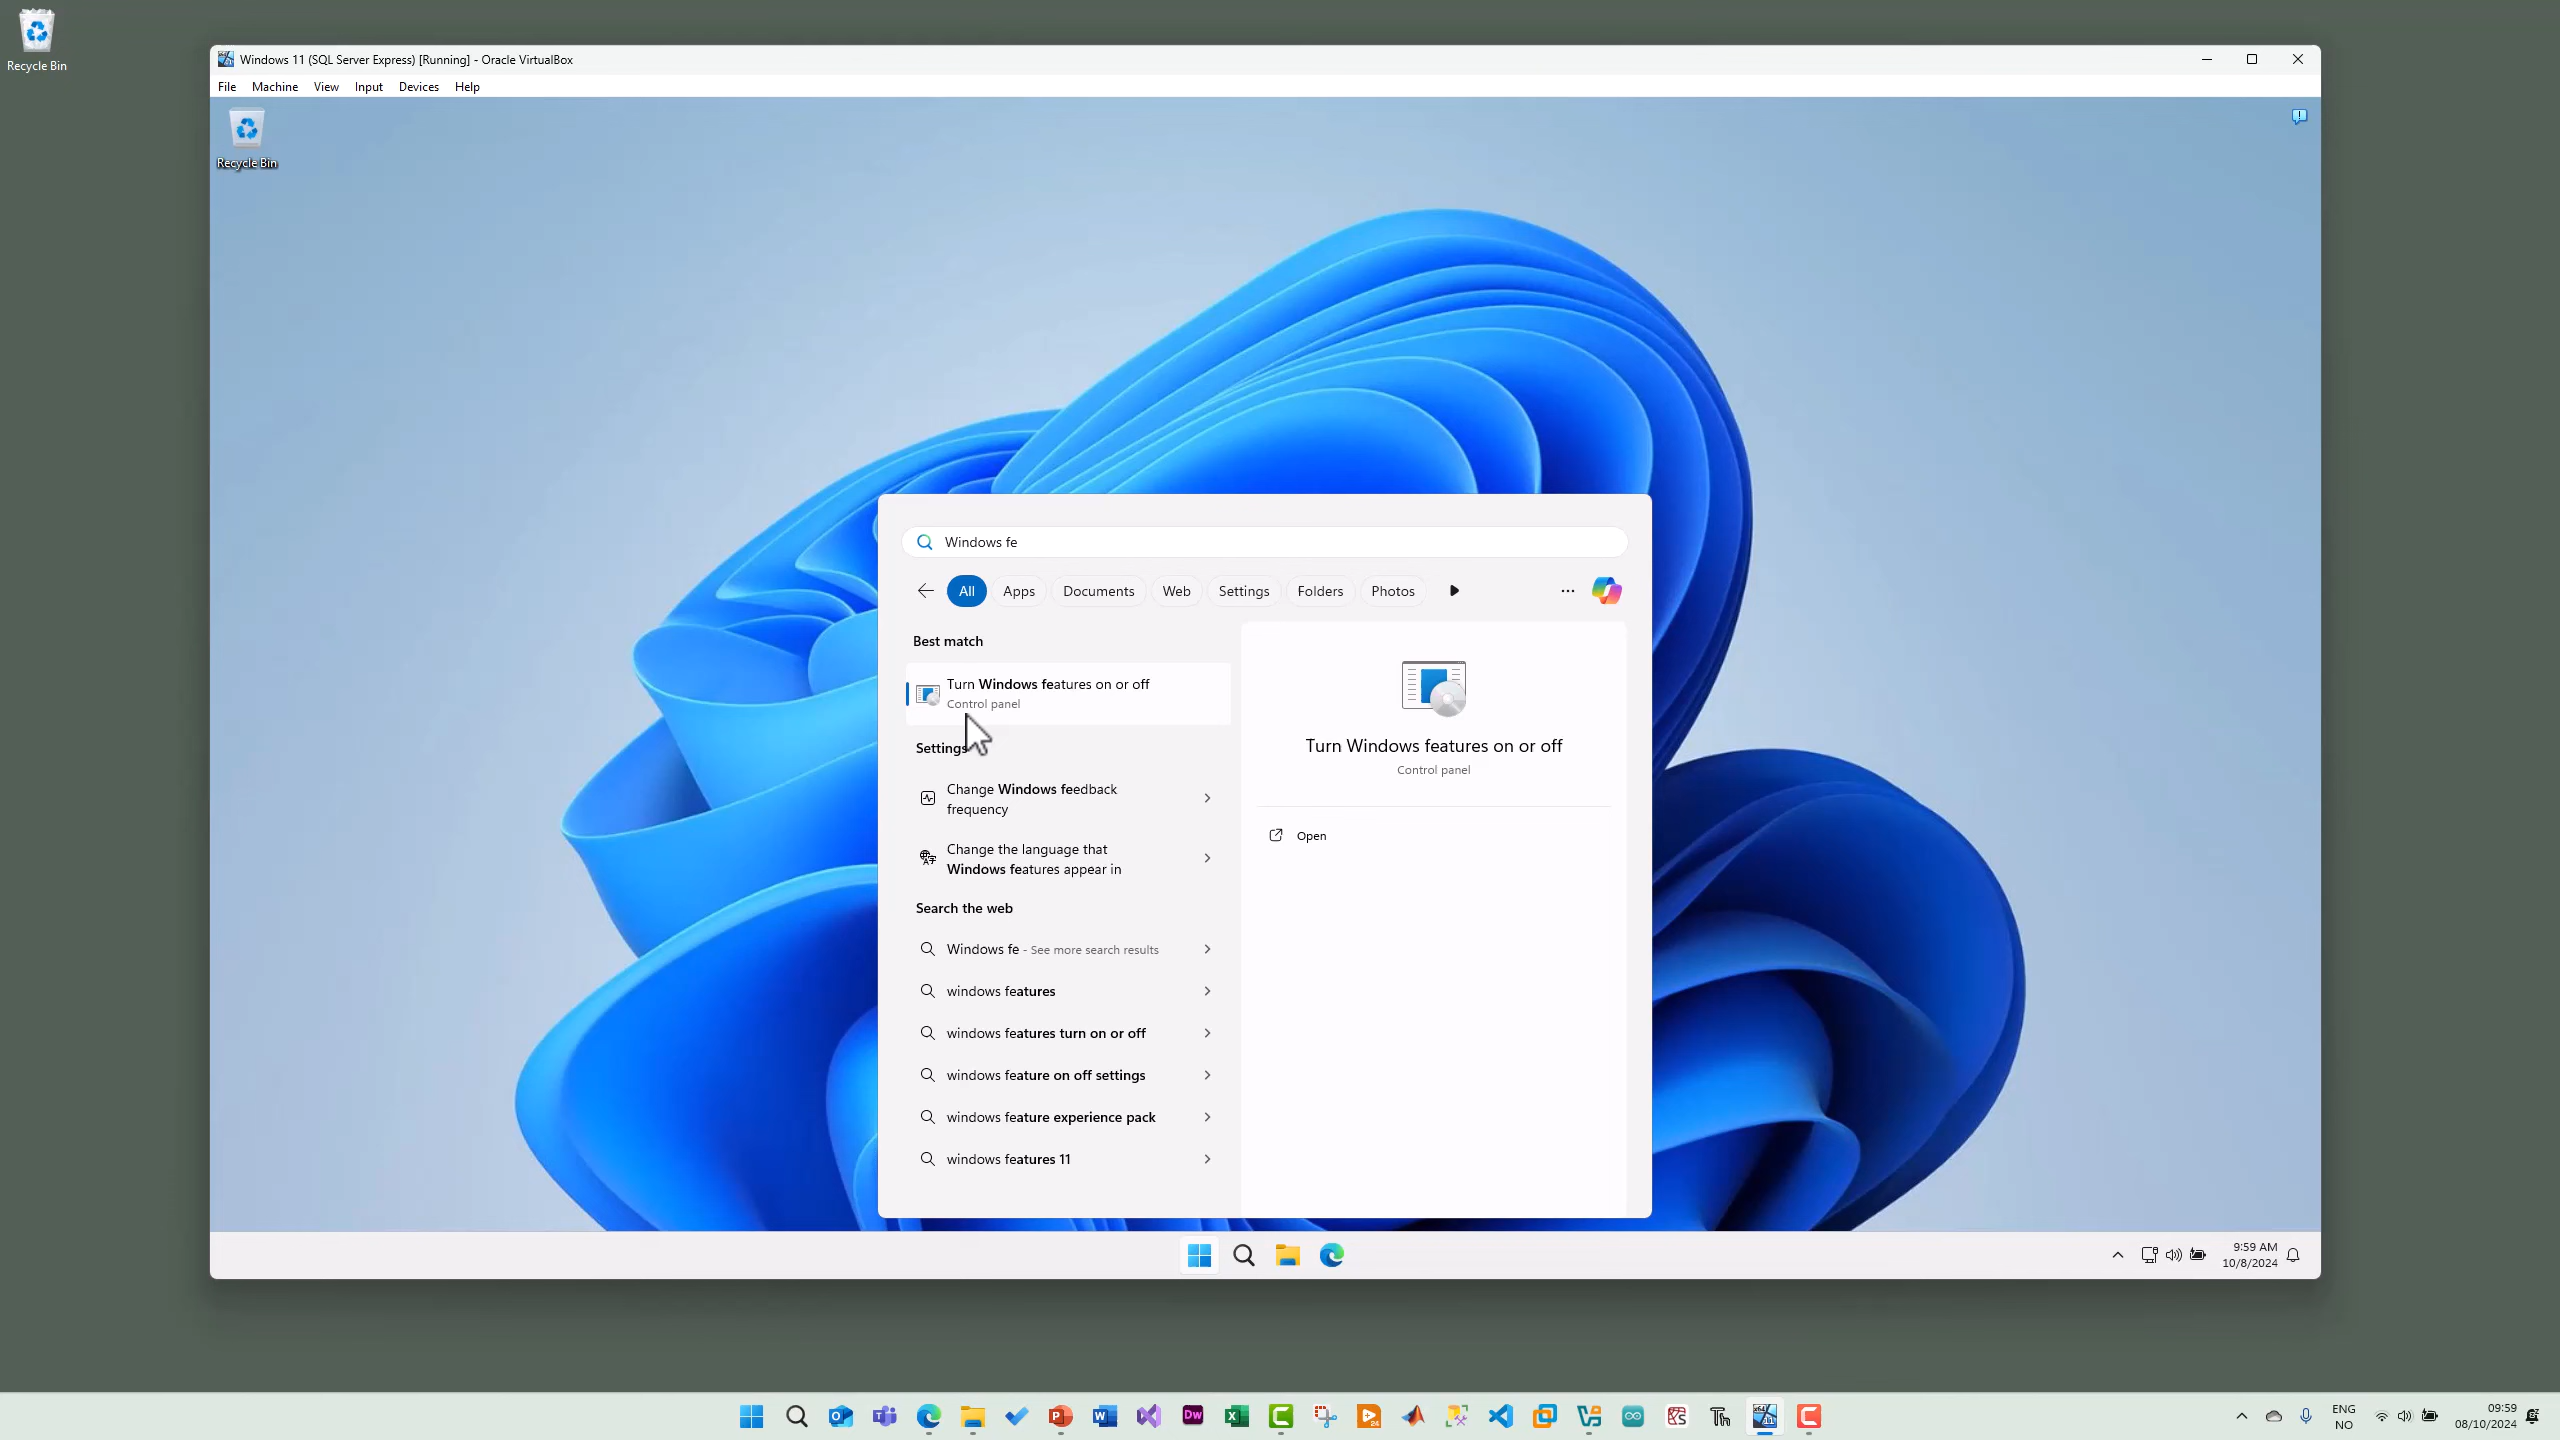 Recycle Bin
Windows 11 (SQL Server Express) [Running] - Oracle VirtualBox
File Machine View Input Devices Help
Recycle Bin
Windows fe
All Apps Documents Web Settings Folders Photos
Best match
Turn Windows features on or off
Control panel
Settings
Change Windows feedback
frequency
Change the language that
Windows features appear in
Search the web
Windows fe - See more search results
windows features
windows features turn on or off
windows feature on off settings
windows feature experience pack
windows features 11
Turn Windows features on or off
Control panel
Open
9:59 AM
10/8/2024
ENG
NO
09:59
08/10/2024